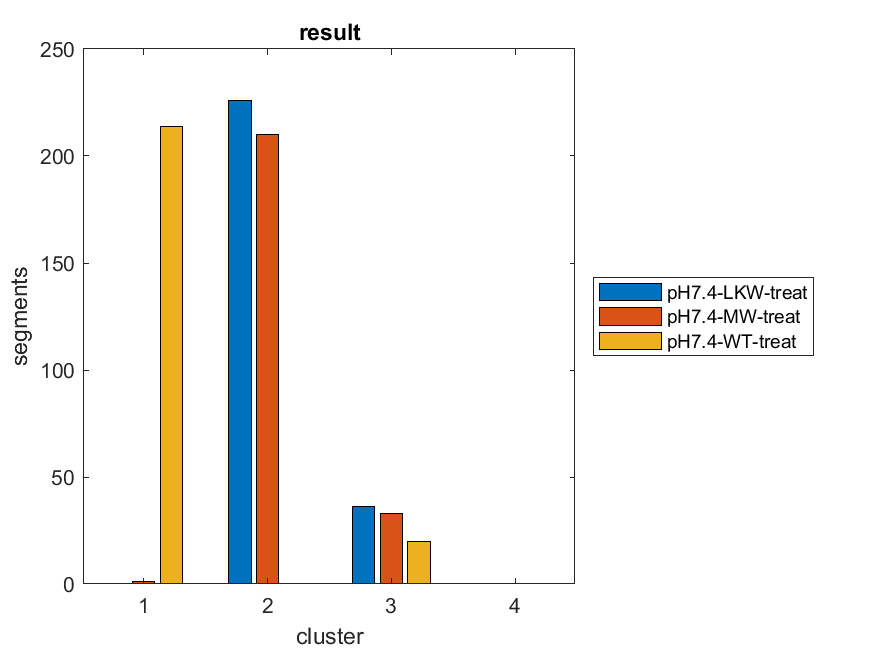 result
250
200
150
100
50
0
segments
1 2 3 4
cluster
pH7.4-LKW-treat
pH7.4-MW-treat
pH7.4-WT-treat